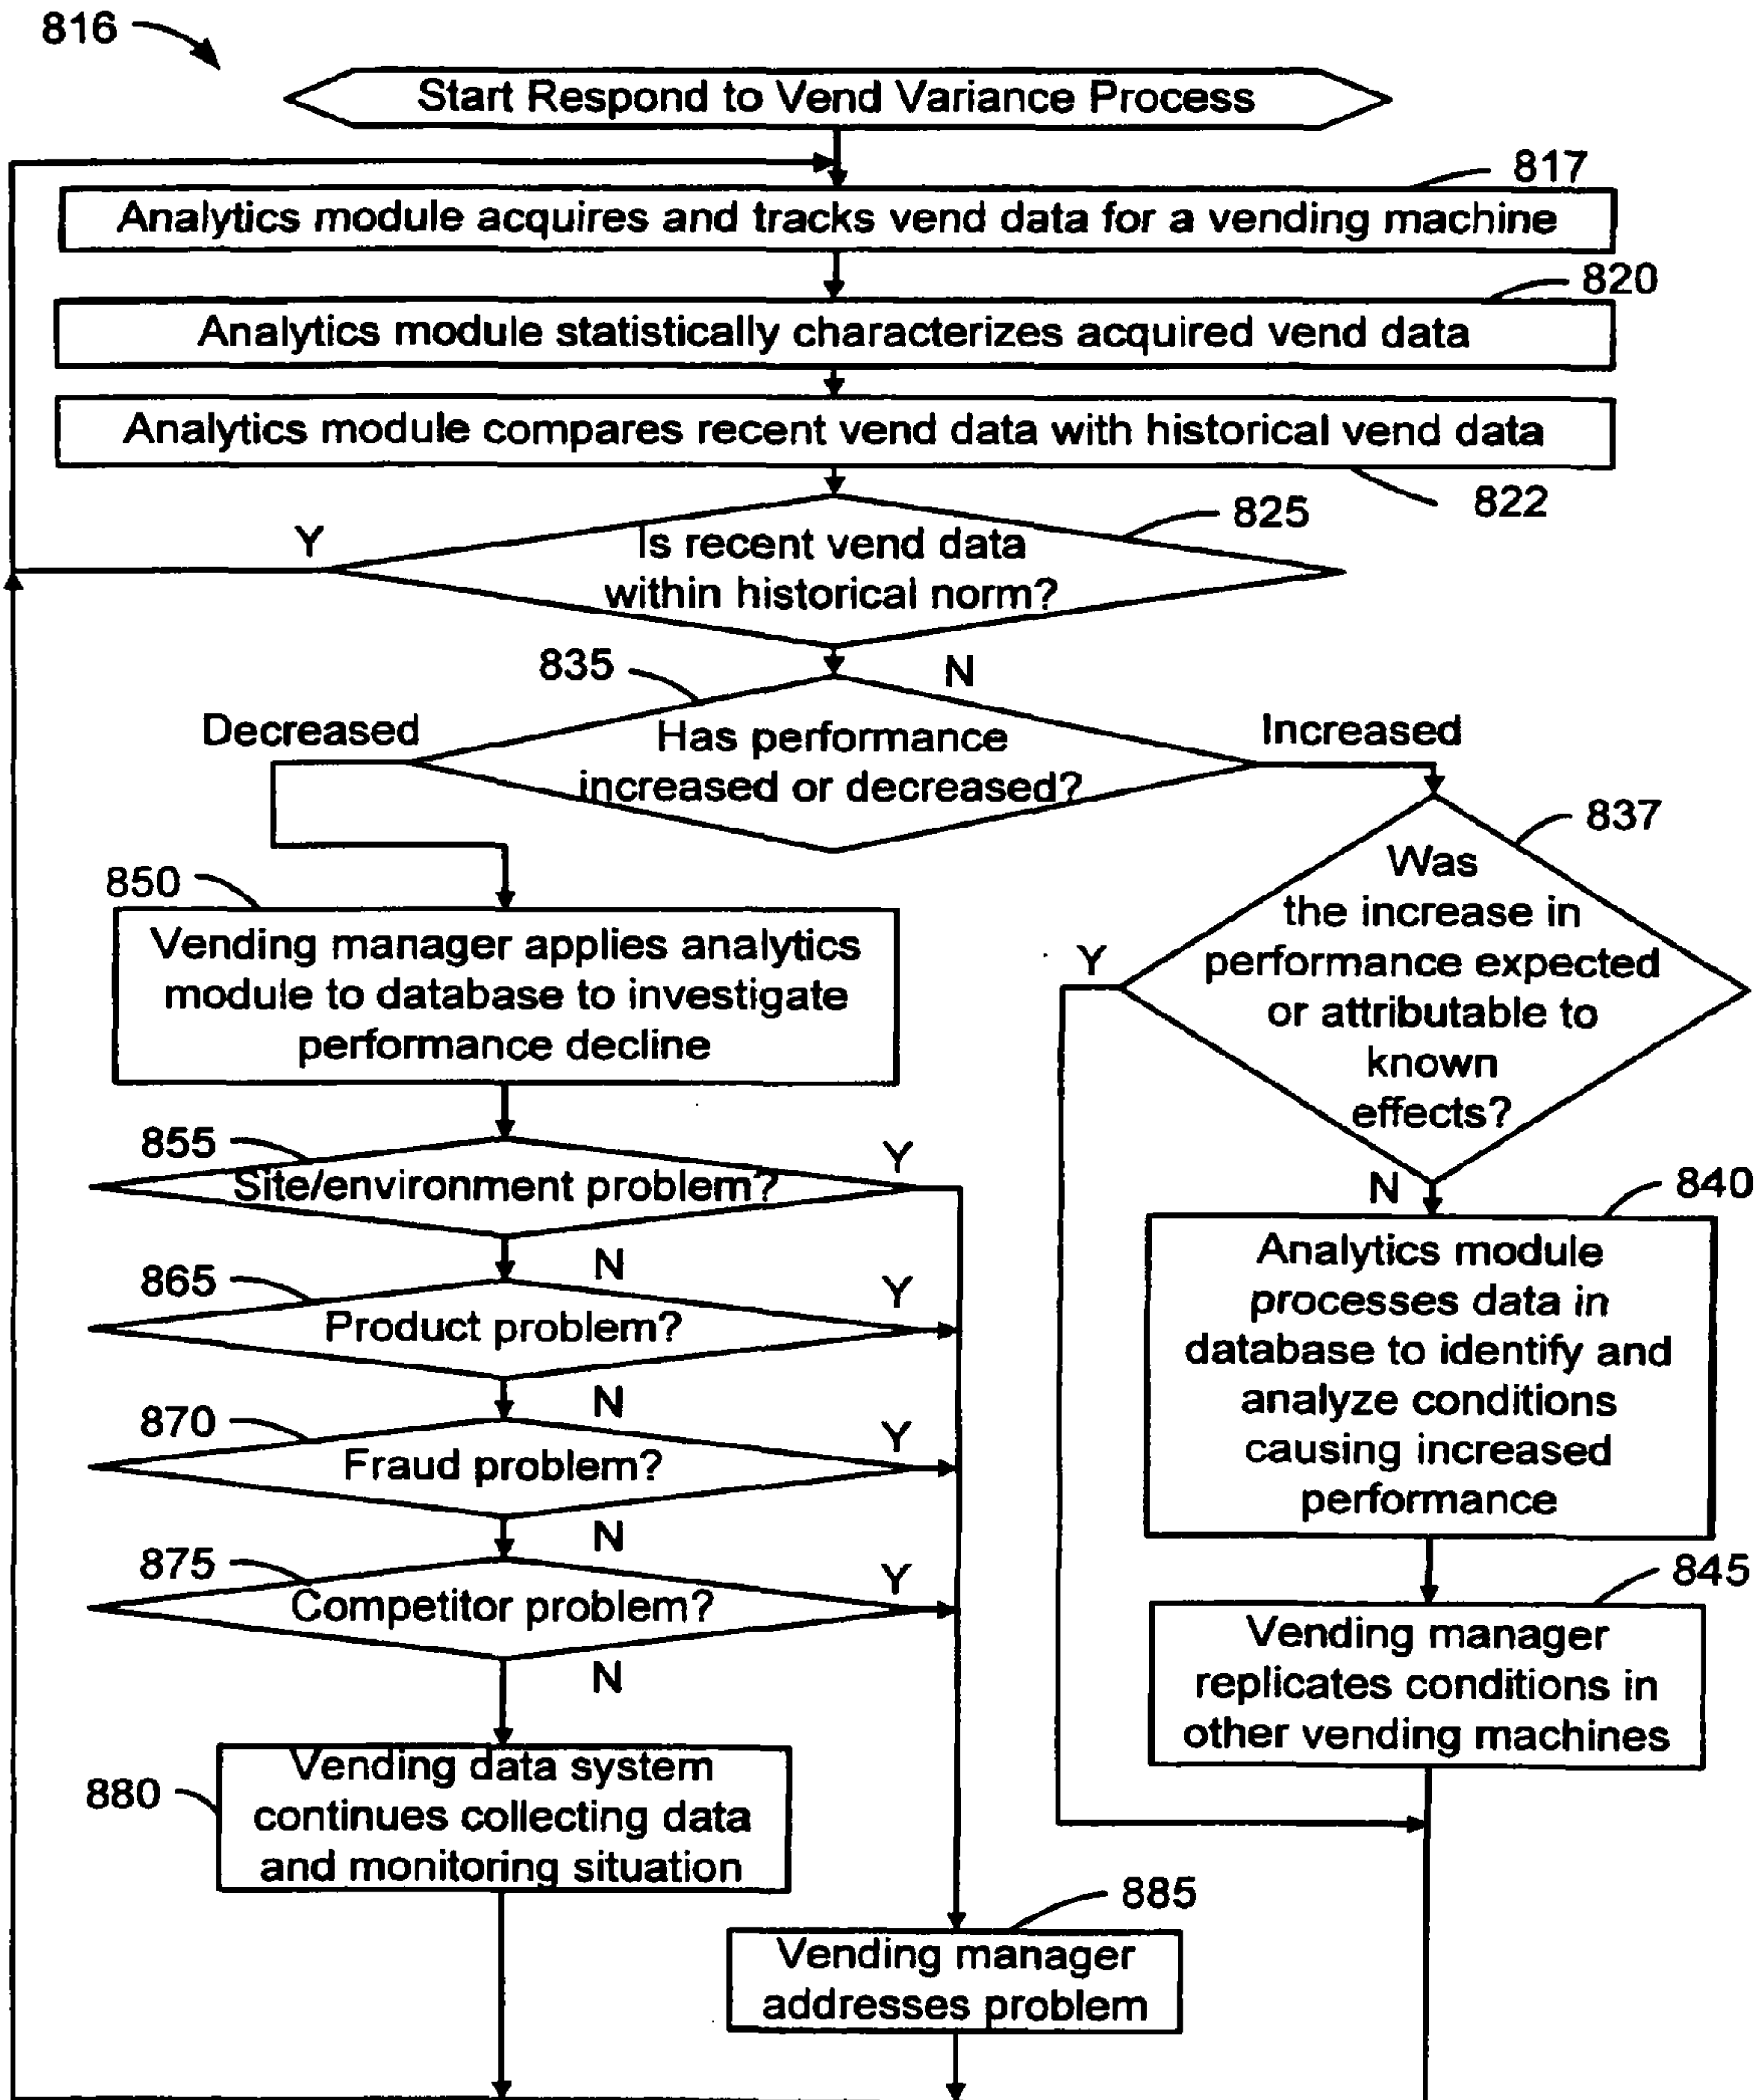 816
Start Respond to Vend Variance Process
817
Analytics module acquires and tracks vend data for a vending machine
820
Analytics module statistically characterizes acquired vend data
Analytics module compares recent vend data with historical vend data
822
825
Y
Is recent vend data
within historical norm?
N
835
Decreased
Has performance
increased or decreased?
Increased
837
Was
the increase in
performance expected
or attributable to
known
effects?
Y
N
850
Vending manager applies analytics
module to database to investigate
performance decline
855
Site/environment problem?
Y
N
865
Product problem?
Y
N
870
Fraud problem?
Y
N
875
Competitor problem?
Y
N
840
Analytics module
processes data in
database to identify and
analyze conditions
causing increased
performance
845
Vending manager
replicates conditions in
other vending machines
880
Vending data system
continues collecting data
and monitoring situation
885
Vending manager
addresses problem